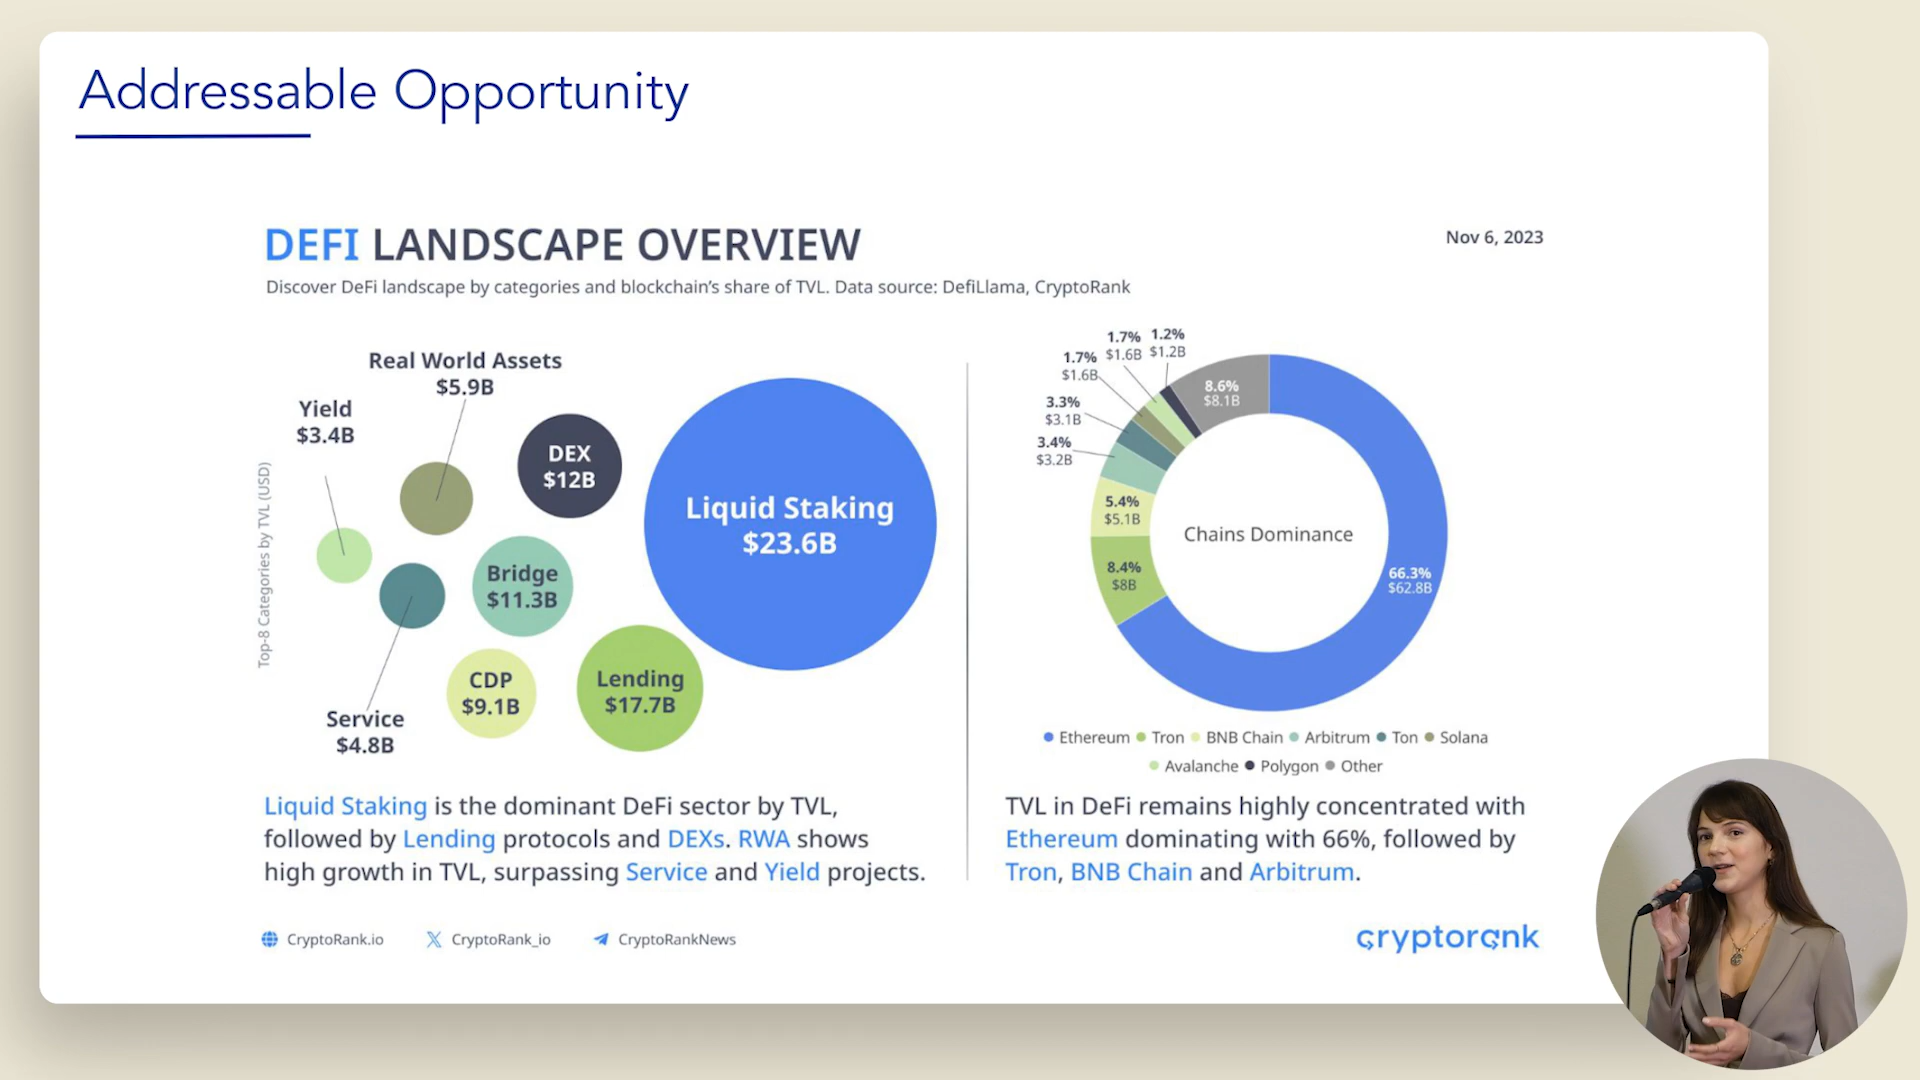 Addressable Opportunity
DEFI LANDSCAPE OVERVIEW
Nov 6, 2023
Discover DeFi landscape by categories and blockchain’s share of TVL. Data source: DefiLlama, CryptoRank
Top-8 Categories by TVL (USD)
Real World Assets
$5.9B
Yield
$3.4B
DEX
$12B
Liquid Staking
$23.6B
Bridge
$11.3B
CDP
$9.1B
Lending
$17.7B
Service
$4.8B
Liquid Staking is the dominant DeFi sector by TVL,
followed by Lending protocols and DEXs. RWA shows
high growth in TVL, surpassing Service and Yield projects.
1.2%
$1.2B
1.7%
$1.6B
1.7%
$1.6B
3.3%
$3.1B
3.4%
$3.2B
8.6%
$8.1B
5.4%
$5.1B
8.4%
$8B
66.3%
$62.8B
Chains Dominance
Ethereum Tron BNB Chain Arbitrum Ton Solana
Avalanche Polygon Other
TVL in DeFi remains highly concentrated with
Ethereum dominating with 66%, followed by
Tron, BNB Chain and Arbitrum.
CryptoRank.io CryptoRank_io CryptoRankNews
cryptorank